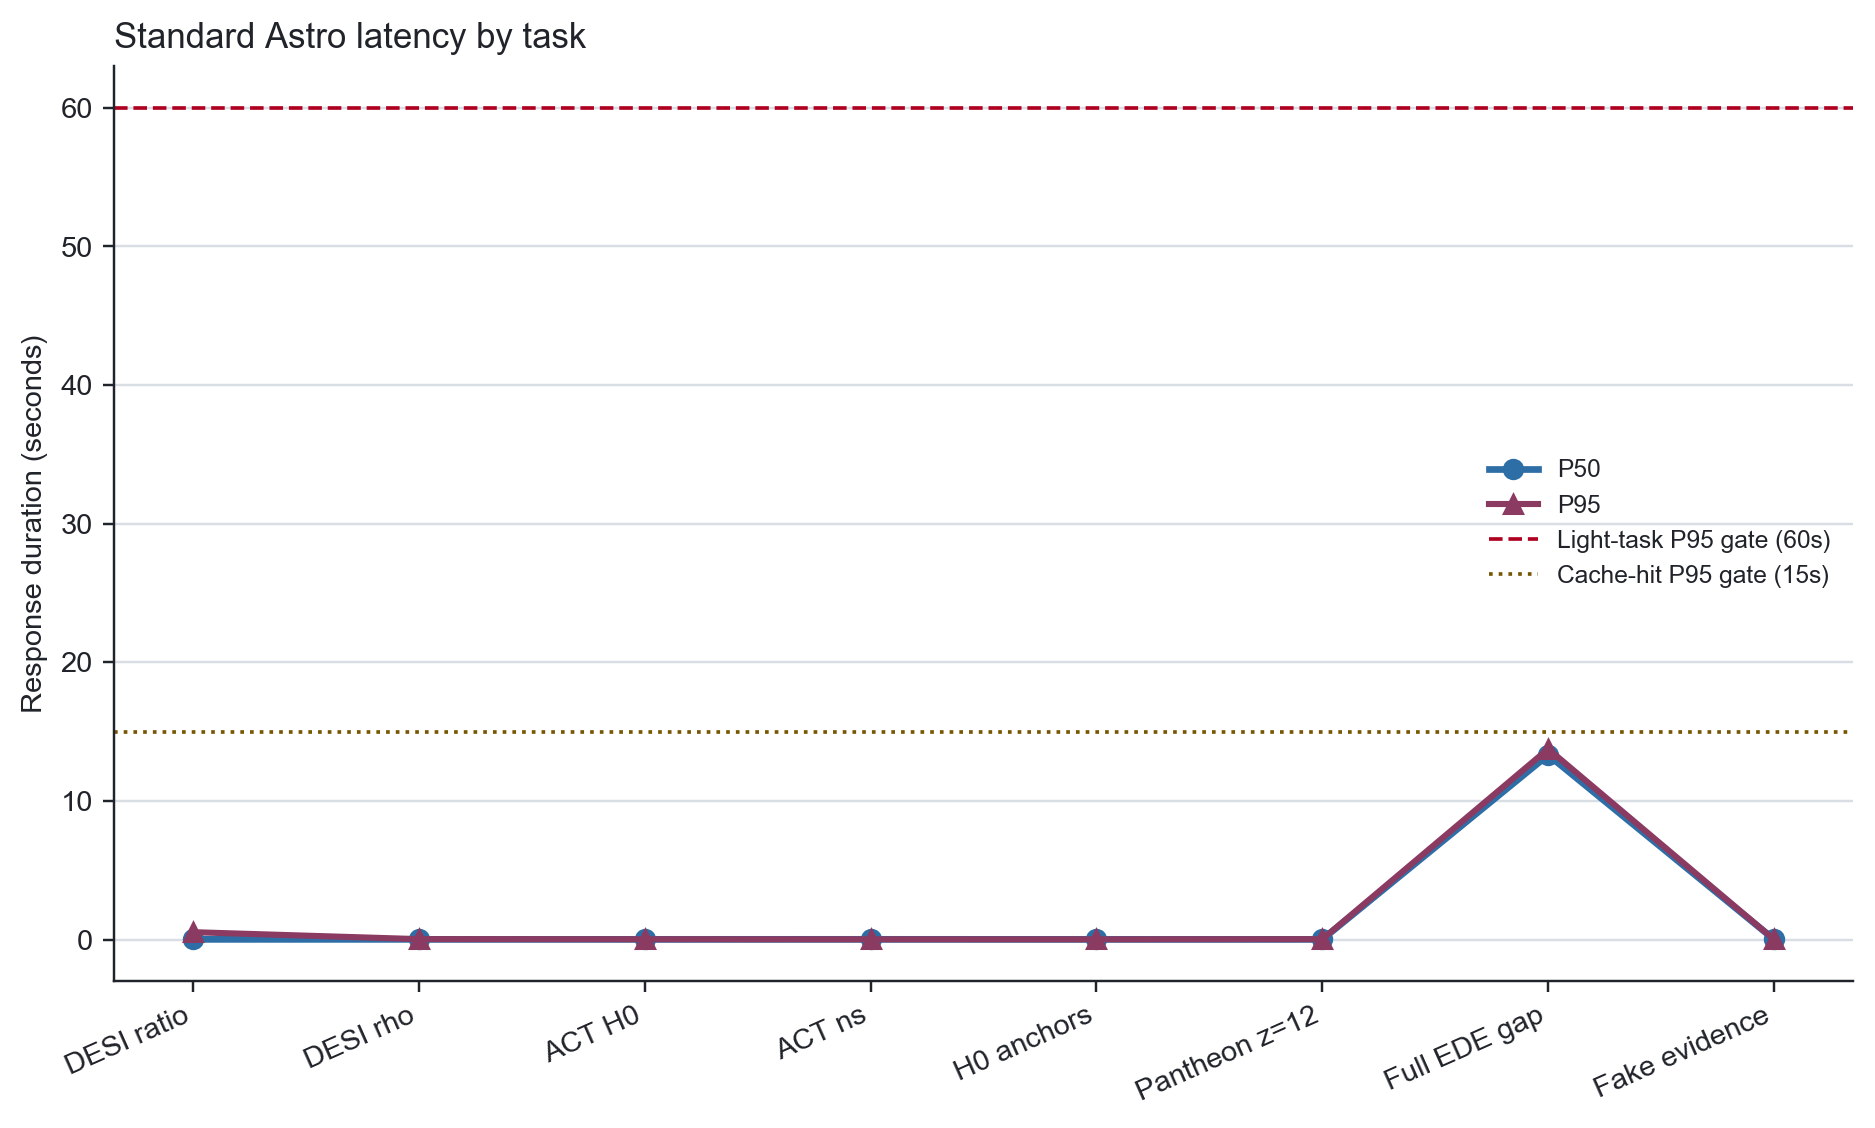 Standard Astro latency by task
Response duration (seconds)
60
50
40
30
20
10
0
P50
P95
Light-task P95 gate (60s)
Cache-hit P95 gate (15s)
DESI ratio
DESI rho
ACT H0
ACT ns
H0 anchors
Pantheon z=12
Full EDE gap
Fake evidence